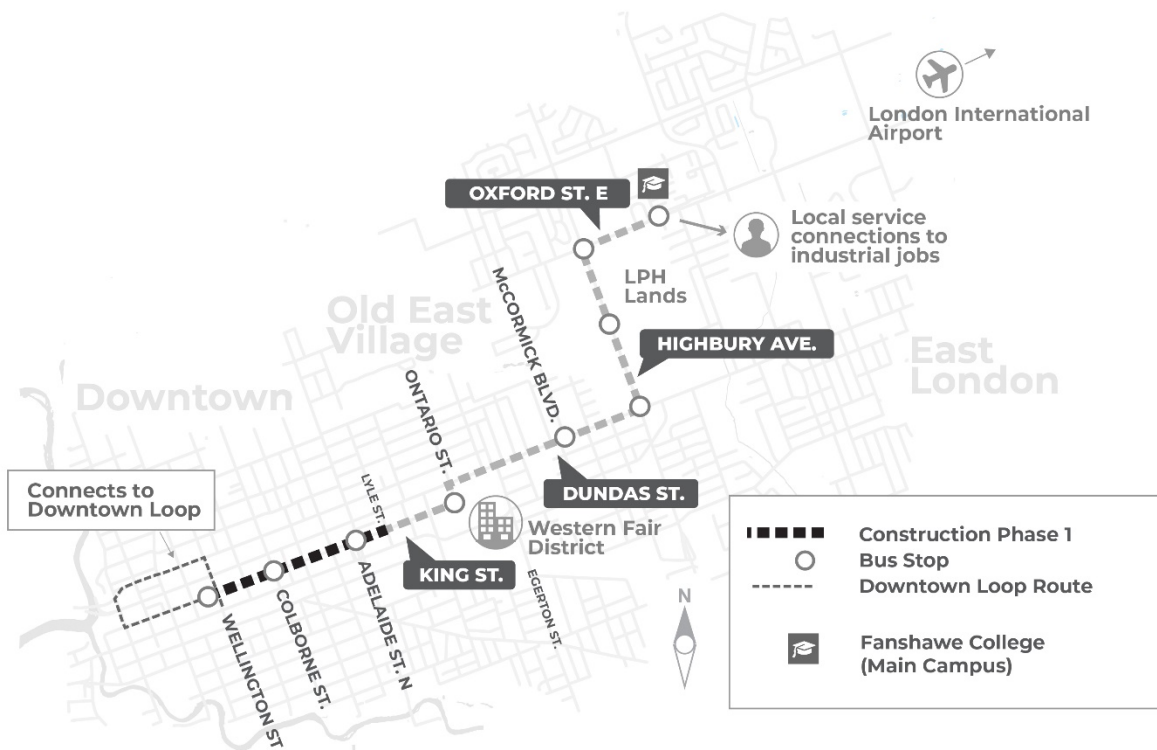 London International
Airport
OXFORD ST. E
Local service
connections to
industrial jobs
LPH
Lands
McCORMICK BLVD.
Old East
Village
HIGHBURY AVE.
East
London
Downtown
ONTARIO ST.
Connects to
Downtown Loop
LYLE ST.
DUNDAS ST.
Western Fair
District
KING ST.
EGERTON ST.
ADELAIDE ST. N
COLBORNE ST.
WELLINGTON ST
N
Construction Phase 1
Bus Stop
Downtown Loop Route
Fanshawe College
(Main Campus)